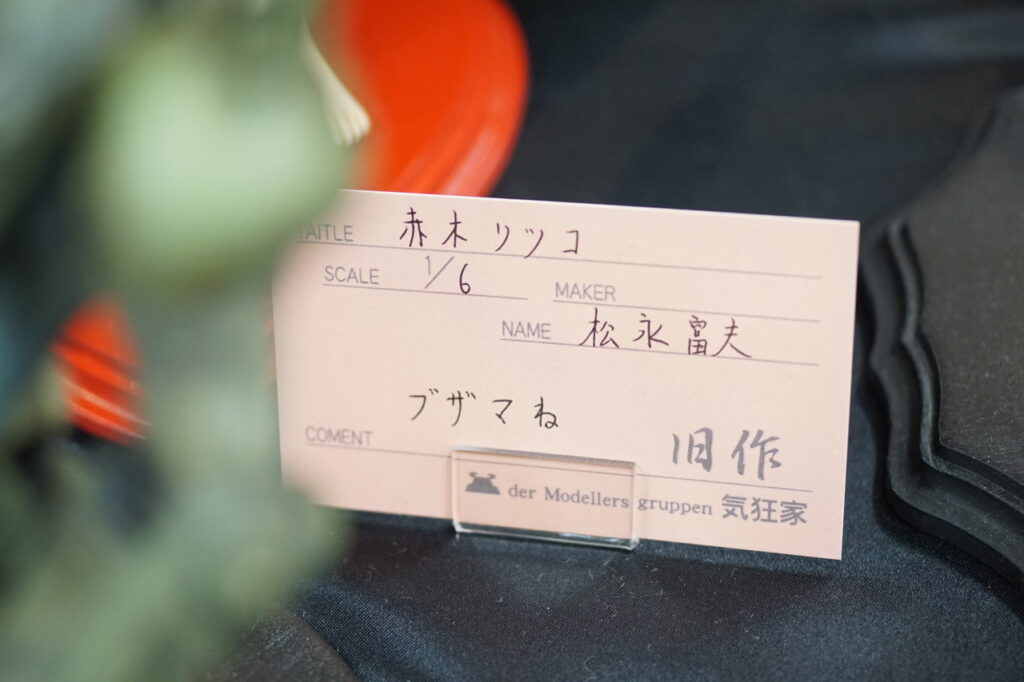 TAITLE 赤木リツコ
SCALE 1/6 MAKER
NAME 松永富夫
ブザマね
COMENT 旧作
der Modellers gruppen 気狂家